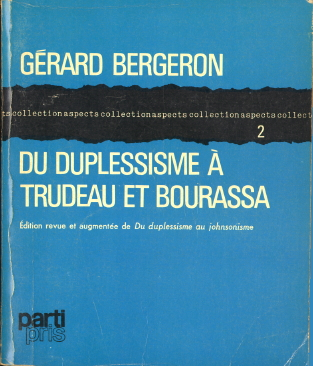 GÉRARD BERGERON
ts collection aspects collection aspects collection aspects collect
2
DU DUPLESSISME À
TRUDEAU ET BOURASSA
Édition revue et augmentée de Du duplessisme au johnsonisme
parti
pris